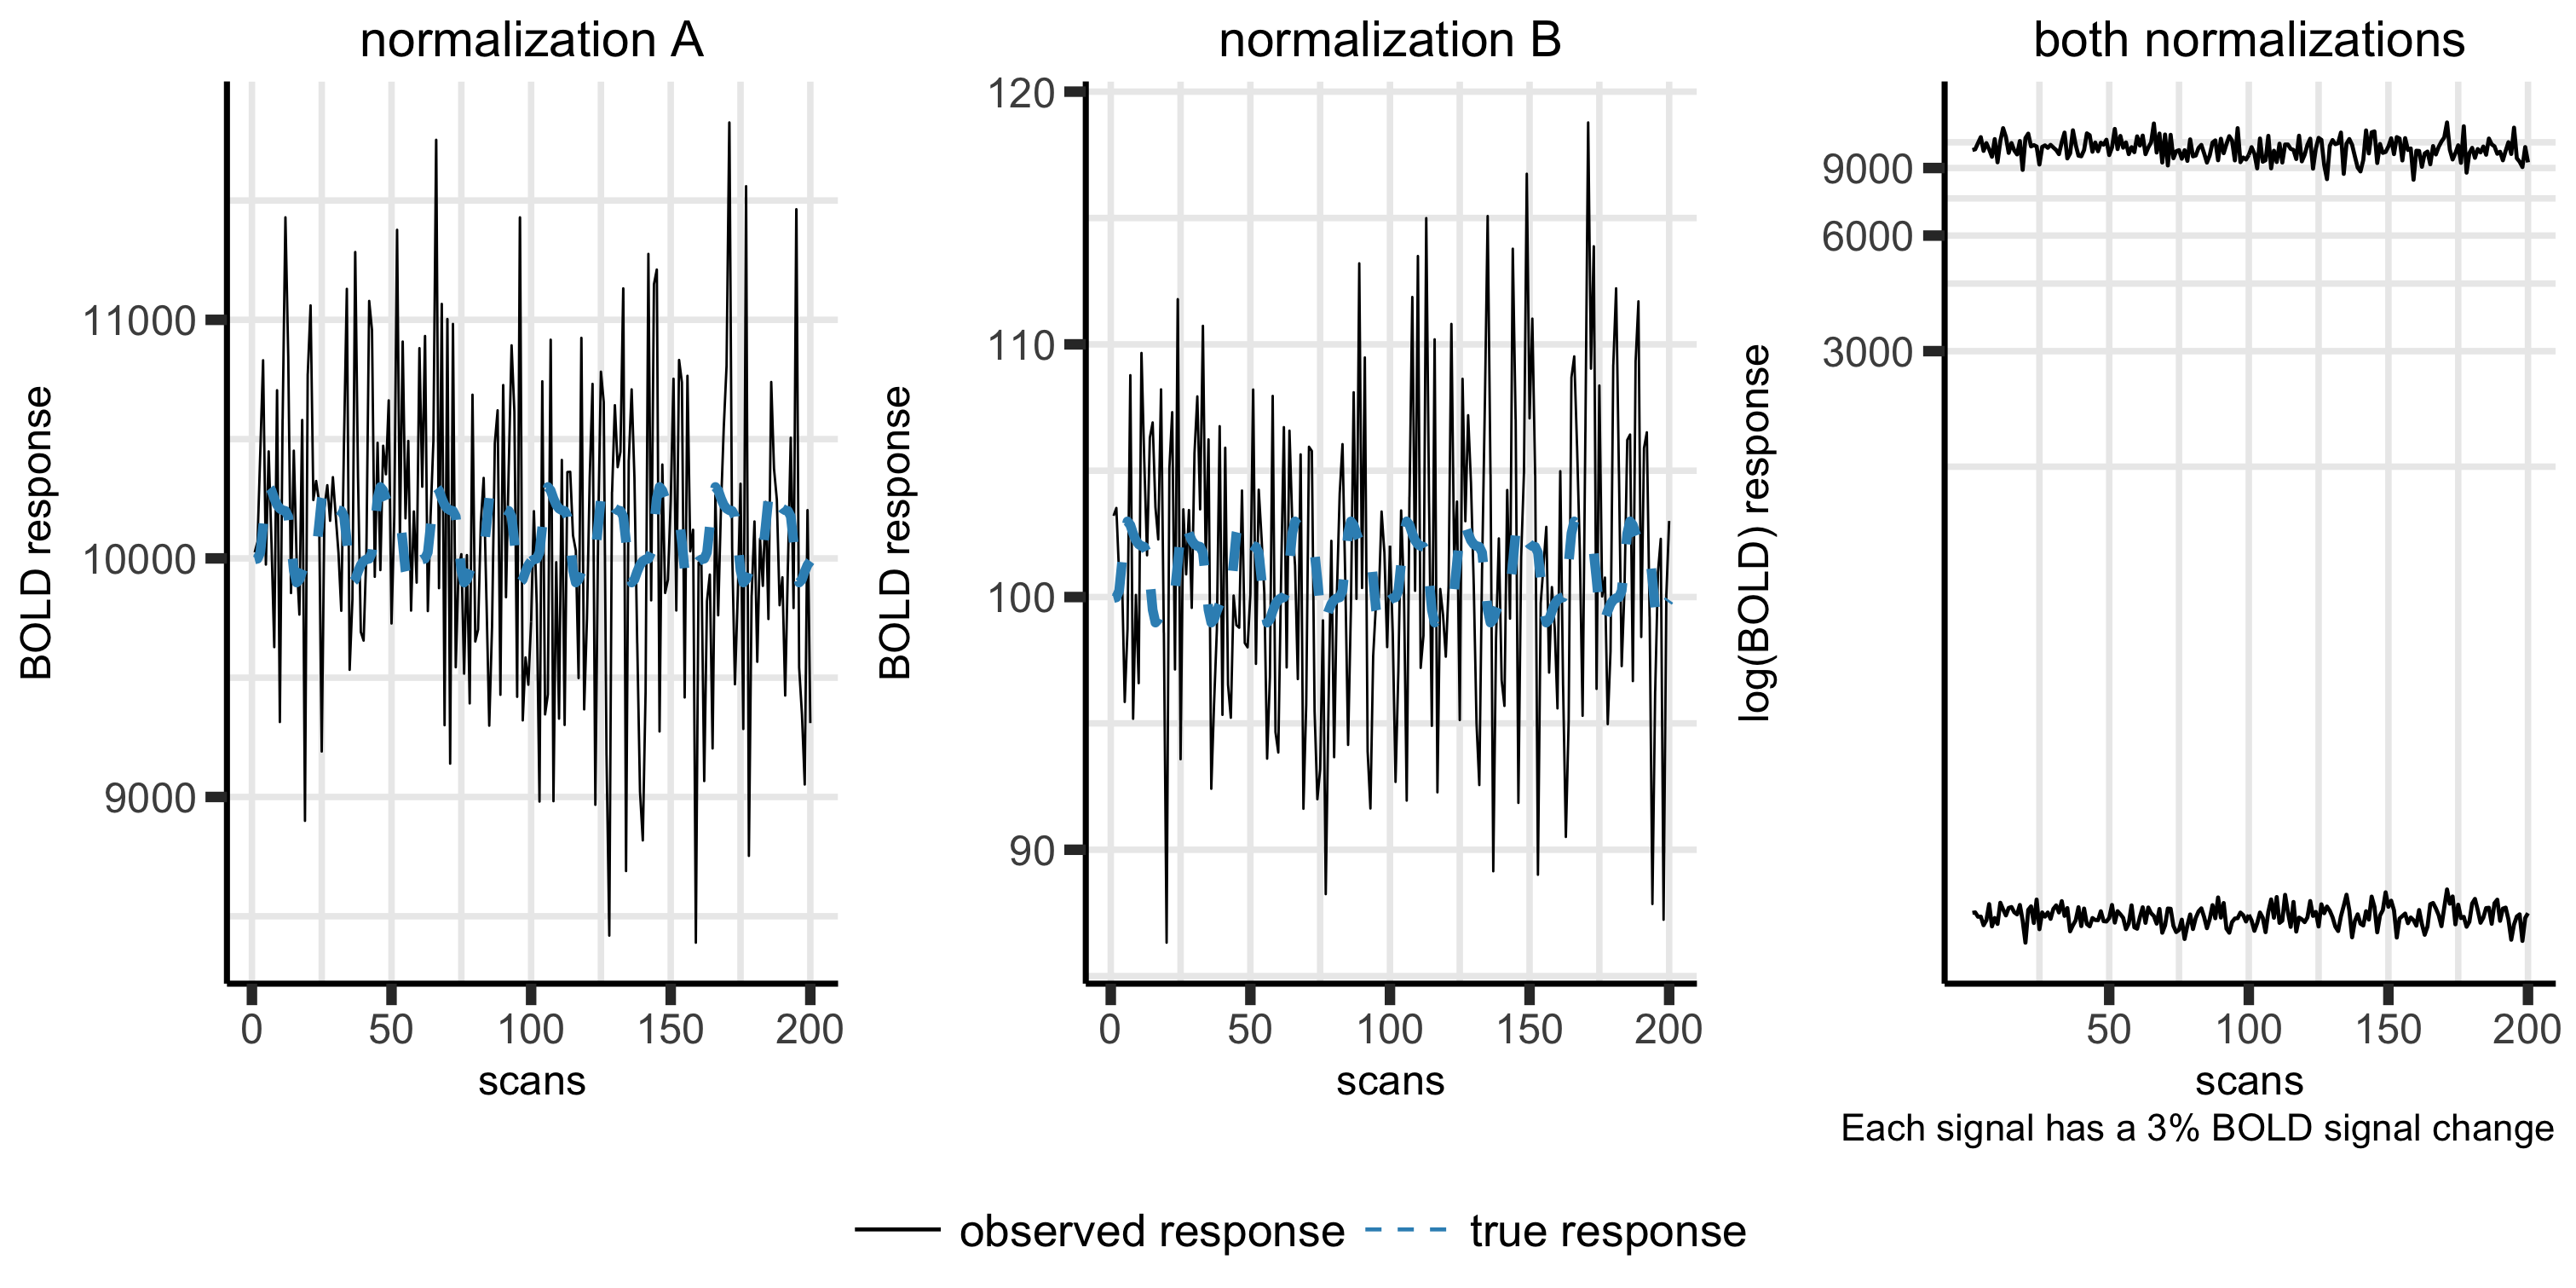 normalization A
normalization B
both normalizations
BOLD response
11000
10000
9000
0
50
100
150
200
scans
BOLD response
120
110
100
90
0
50
100
150
200
scans
log(BOLD) response
9000
6000
3000
50
100
150
200
scans
Each signal has a 3% BOLD signal change
observed response
true response